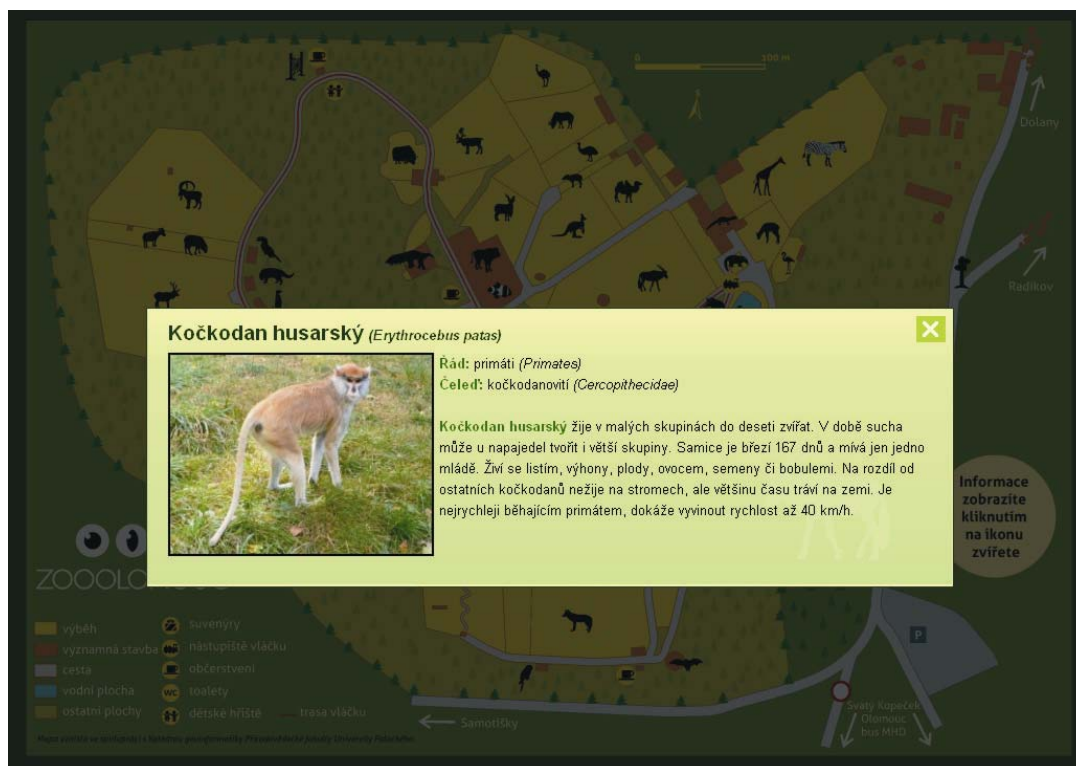 0 100 m
Dolany
Radíkov
Kočkodan husarský (Erythrocebus patas)
Řád: primáti (Primates)
Čeleď: kočkodanovití (Cercopithecidae)
Kočkodan husarský žije v malých skupinách do deseti zvířat. V době sucha
může u napajedel tvořit i větší skupiny. Samice je březí 167 dnů a mívá jen jedno
mládě. Živí se listím, výhony, plody, ovocem, semeny či bobulemi. Na rozdíl od
ostatních kočkodanů nežije na stromech, ale většinu času tráví na zemi. Je
nejrychleji běhajícím primátem, dokáže vyvinout rychlost až 40 km/h.
Informace
zobrazíte
kliknutím
na ikonu
zvířete
výběh
významná stavba
cesta
vodní plocha
ostatní plochy
suvenýry
nástupiště vláčku
občerstvení
WC toalety
dětské hřiště
trasa vláčku
P
Samotišky
Svatý Kopeček
Olomouc
bus MHD